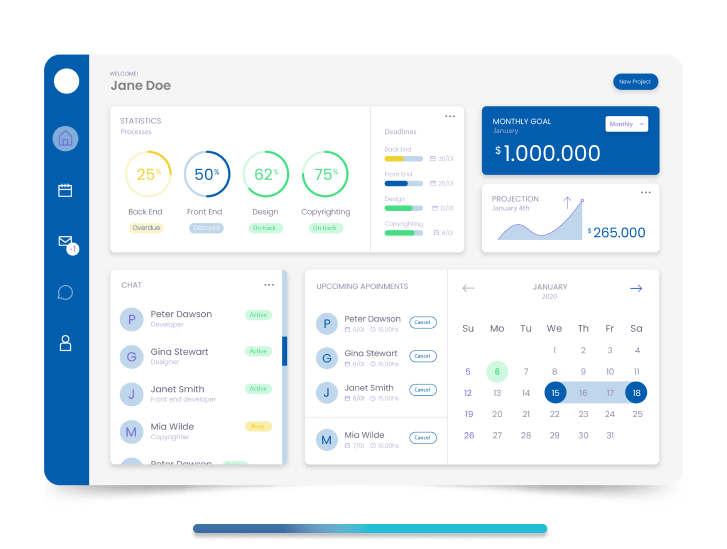 WELCOME!
Jane Doe
New Project
STATISTICS
Processes
25%
50%
62%
75%
Back End
Front End
Design
Copyrighting
Overdue
Delayed
On track
On track
Deadlines
Back End
30/01
Front End
25/01
Design
12/01
Copyrighting
6/01
MONTHLY GOAL
January
Monthly
$1.000.000
PROJECTION
January 4th
$265.000
-1
CHAT
Peter Dawson
Developer
Active
Gina Stewart
Designer
Active
Janet Smith
Front end developer
Active
Mia Wilde
Copyrighter
Busy
Peter Dawson
UPCOMING APOINMENTS
Peter Dawson
5/01 15.00hs
Cancel
Gina Stewart
6/01 15.00hs
Cancel
Janet Smith
6/01 15.00hs
Cancel
Mia Wilde
7/01 15.00hs
Cancel
P
G
J
M
P
G
J
M
JANUARY
2020
Su Mo Tu We Th Fr Sa
1 2 3 4
5 6 7 8 9 10 11
12 13 14 15 16 17 18
19 20 21 22 23 24 25
26 27 28 29 30 31